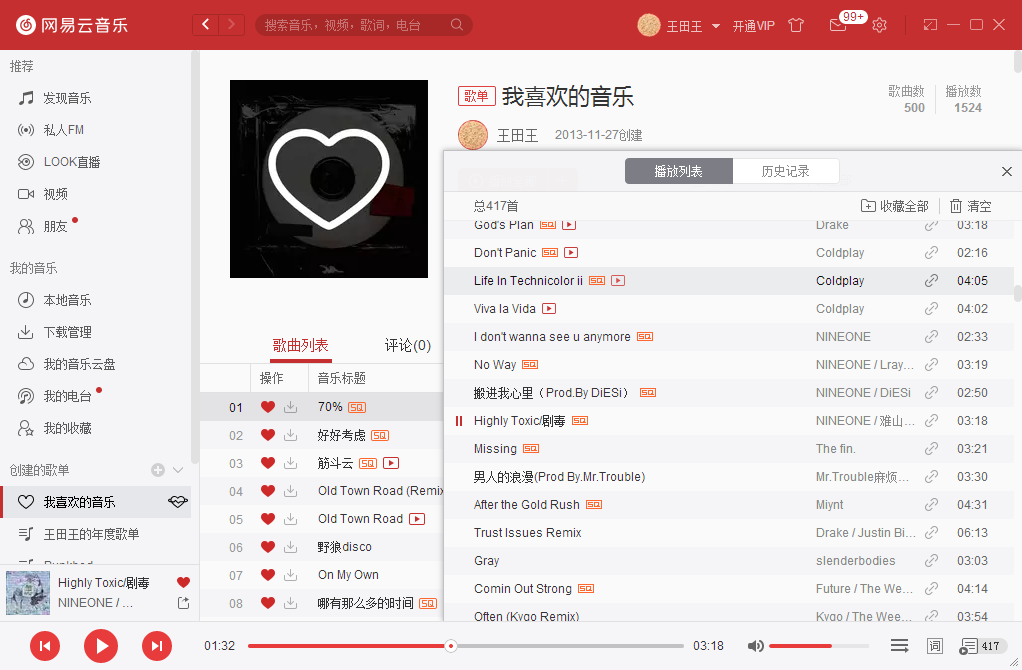 网易云音乐
搜索音乐，视频，歌词，电台
王田王
开通VIP
99+
推荐
发现音乐
私人FM
LOOK直播
视频
朋友
我的音乐
本地音乐
下载管理
我的音乐云盘
我的电台
我的收藏
创建的歌单
我喜欢的音乐
王田王的年度歌单
Highly Toxic/剧毒
NINEONE / ...
歌单 我喜欢的音乐
歌曲数 播放数
500 1524
王田王 2013-11-27创建
歌曲列表 评论(0)
操作 音乐标题
01 70% SQ
02 好好考虑 SQ
03 筋斗云 SQ
04 Old Town Road (Remix
05 Old Town Road
06 野狼disco
07 On My Own
08 哪有那么多的时间 SQ
播放列表 历史记录
总417首 收藏全部 清空
God's Plan SQ Drake 03:18
Don't Panic SQ Coldplay 02:16
Life In Technicolor ii SQ Coldplay 04:05
Viva la Vida Coldplay 04:02
I don't wanna see u anymore SQ NINEONE 02:33
No Way SQ NINEONE / Lray... 03:19
搬进我心里（Prod.By DiESi） SQ NINEONE / DiESi 02:50
Highly Toxic/剧毒 SQ NINEONE / 雅山... 03:18
Missing SQ The fin. 03:21
男人的浪漫(Prod By.Mr.Trouble) Mr.Trouble麻烦... 03:30
After the Gold Rush SQ Miynt 04:31
Trust Issues Remix Drake / Justin Bi... 06:13
Gray slenderbodies 03:03
Comin Out Strong SQ Future / The We... 04:14
Often (Kygo Remix) Kygo / The Wee... 03:54
01:32 03:18 词 417